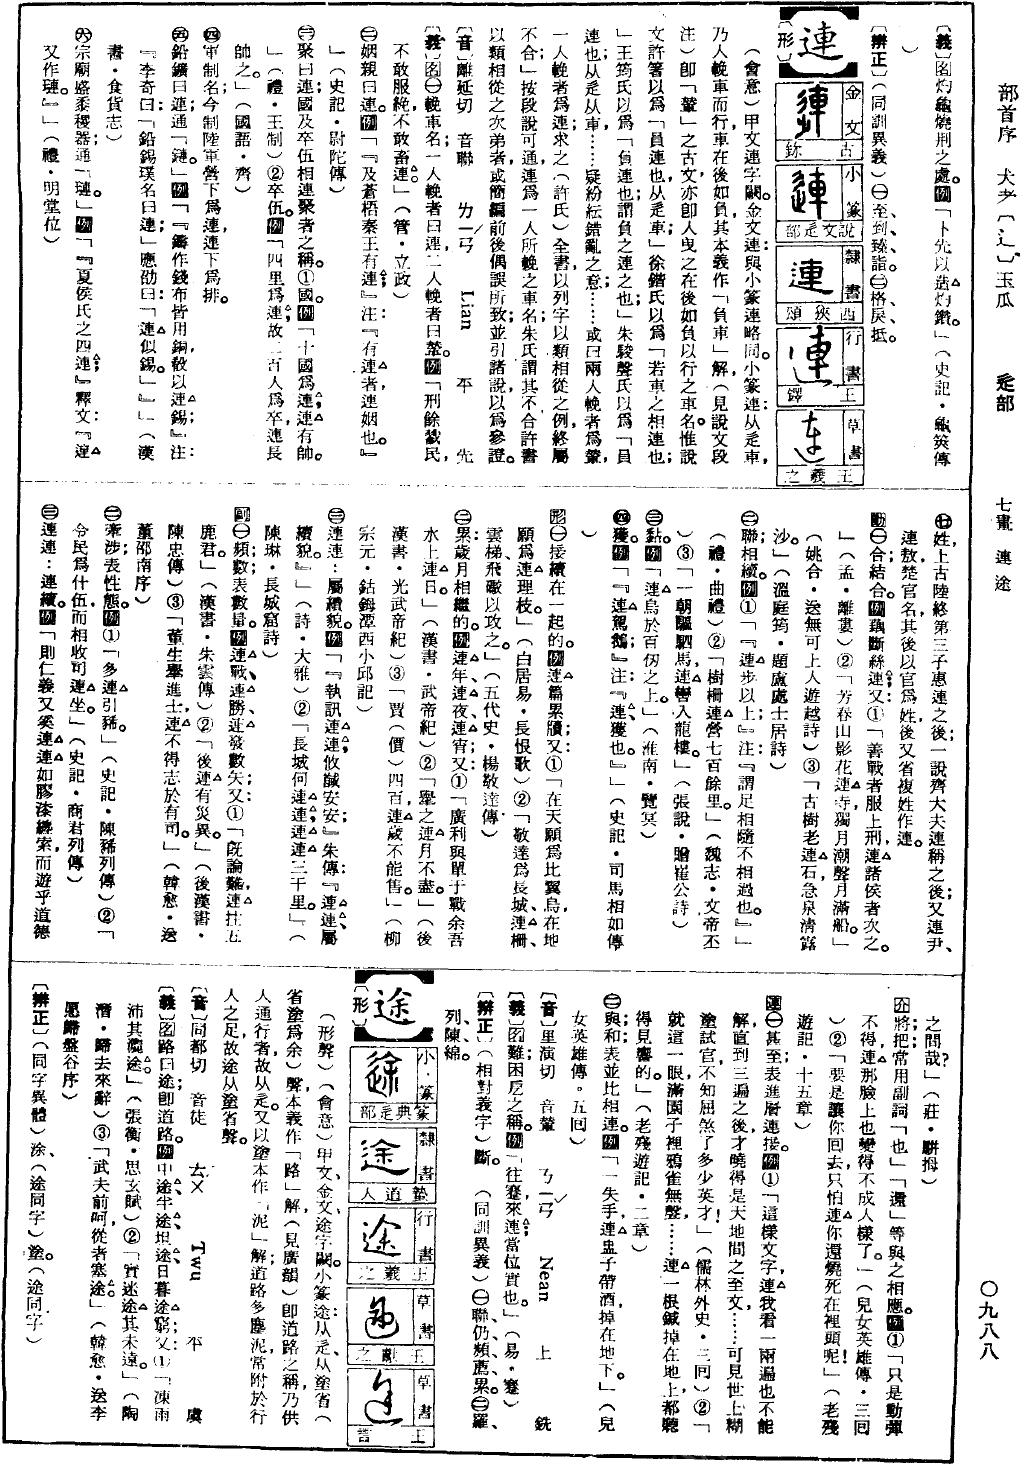 部首序 犬𤣩〔辶〕玉瓜 辵部 七畫 連途 〇九八八
〔義〕名灼龜燒荆之處。例「卜先以造灼鑽。」（史記·龜筴傳
）
〔辨正〕（同訓異義）㊀至、到、臻、詣。㊁格、戾、抵。
連
〔形〕
金文 古鉨
小篆 說文辵部
隸書 西狹頌
行書 王鐸
草書 王羲之
（會意）甲文連字闕。金文連與小篆連略同。小篆連：从辵車，
乃人輓車而行，車在後如負，其本義作「負車」解（見說文段
注）卽「輦」之古文，亦卽人曳之在後如負以行之車名。惟說
文許箸以爲「員連也，从辵車」徐鍇氏以爲「若車之相連也；
」王筠氏以爲「負連也，謂負之連之也」朱駿聲氏以爲「員
連也，从辵从車……疑紛紜錯亂之意……或曰兩人輓者爲輦，
一人輓者爲連，求之（許氏）全書以列字以類相從之例，終屬
不合；」按段說可通，連爲一人所輓之車名，朱氏謂其不合許書
以類相從之次弟者，或簡編前後偶誤所致，並引諸說以爲參證。
〔音〕離延切 音聯 ㄌㄧㄢˊ Lian 平 先
〔義〕名㊀輓車名：一人輓者曰連，二人輓者曰輦。例「刑餘戮民，
不敢服絻，不敢畜連。」（管·立政）
㊁姻親曰連。例「『及蒼梧秦王有連；』注：『有連者，連姻也。』
」（史記·尉陀傳）
㊂聚曰連，國及卒伍相連聚者之稱。①國。例「十國爲連，連有帥。
」（禮·王制）②卒伍。例「四里爲連，故二百人爲卒，連長
帥之。」（國語·齊）
㊃軍制名，今制陸軍營下爲連，連下爲排。
㊄鉛鑛曰連，通「鏈。」例「『鑄作錢布，皆用銅，殽以連錫。』注：
『李奇曰：「鉛錫璞名曰連；」應劭曰：「連似錫。」』」（漢
書·食貨志）
㊅宗廟盛黍稷器，通「璉。」例「『夏侯氏之四連；』釋文：『連，
又作璉。』」（禮·明堂位）
㊆姓，上古陸終第三子惠連之後；一說齊大夫連稱之後；又連尹、
連敖，楚官名，其後以官爲姓；後又省複姓作連。
動㊀合；結合。例藕斷絲連；又①「善戰者服上刑，連諸侯者次之。
」（孟·離婁）②「芳春山影花連寺，獨月潮聲月滿船。」
（姚合·送無可上人遊越詩）③「古樹老連石，急泉清露
沙。」（溫庭筠·題盧處士居詩）
㊁聯；相續。例①「『連步以上；』注：『謂足相隨不相過也。』」
（禮·曲禮）②「樹柵連營七百餘里。」（魏志·文帝丕
）③「一朝驅駟馬，連轡入龍樓。」（張說·贈崔公詩）
㊂黏。例「連鳥於百仞之上。」（淮南·覽冥）
㊃獲。例「『連駕鵝。』注：『連，獲也。』」（史記·司馬相如傳
）
形㊀接續在一起的。例連篇累牘；又：①「在天願爲比翼鳥，在地
願爲連理枝。」（白居易·長恨歌）②「敬達爲長城連柵、
雲梯、飛礮以攻之。」（五代史·楊敬達傳）
㊁累歲月相繼的。例連年、連夜、連宵；又：①「廣利與單于戰余吾
水上連日。」（漢書·武帝紀）②「聚之連月不盡。」（後
漢書·光武帝紀）③「賈（價）四百，連歲不能售。」（柳
宗元·鈷鉧潭西小邱記）
㊂連連：屬續貌。例「『執訊連連，攸馘安安；』朱傳：『連連，屬
續貌。』」（詩·大雅）②「長城何連連，連連三千里。」（
陳琳·長城窟詩）
副㊀頻數；表數量。例連戰連勝，連發數矢；又：①「既論難，連拄五
鹿君。」（漢書·朱雲傳）②「後連有災異。」（後漢書·
陳忠傳）③「董生舉進士，連不得志於有司。」（韓愈·送
董邵南序）
㊁牽涉；表性態。例①「多連引豨。」（史記·陳豨列傳）②「
令民爲什伍，而相收司連坐。」（史記·商君列傳）
㊂連連：連續。例「則仁義又奚連連如膠漆纏索，而遊乎道德
之間哉？」（莊·駢拇）
介將；把，常用副詞「也」「還」等與之相應。例①「只是動彈
不得，連那臉上也變得不成人樣了。」（兒女英雄傳·三回
）②「要是讓你回去，只怕連你還燒死在裡頭呢！」（老殘
遊記·十五章）
連㊀甚至；表進層連接。例①「這樣文字，連我看一兩遍也不能
解，直到三遍之後，才曉得是天地間之至文……可見世上糊
塗試官，不知屈煞了多少英才！」（儒林外史·三回）②「
就這一眼，滿園子裡鴉雀無聲……連一根鍼掉在地上，都聽
得見響的。」（老殘遊記·二章）
㊁與；和；表並比相連。例「一失手，連盅子帶酒掉在地下。」（兒
女英雄傳·五回）
〔音〕里演切 音輦 ㄋㄧㄢˇ Nean 上 銑
〔義〕名難；困厄之稱。例「往蹇來連，當位實也。」（易·蹇）
〔辨正〕（相對義字）斷。（同訓異義）㊀聯、仍、頻、薦、累。㊁羅、
列、陳、綿。
途
〔形〕
小篆 篆典辵部
隸書 蟄道人
行書 王羲之
草書 王獻之
草書 王書
（形聲）（會意）甲文、金文途字闕。小篆途：从辵，从塗省（
省塗爲余）聲，本義作「路」解（見廣韻）卽道路之稱，乃供
人通行者，故从辵。又以塗本作「泥」解，道路多塵泥，常附於行
人之足，故途从塗省聲。
〔音〕同都切 音徒 ㄊㄨˊ Twu 平 虞
〔義〕名路曰途；卽道路。例中途、半途、坦途、日暮途窮；又①「凍雨
沛其灑途。」（張衡·思玄賦）②「實迷途其未遠。」（陶
潛·歸去來辭）③「武夫前呵，從者塞途。」（韓愈·送李
愿歸盤谷序）
〔辨正〕（同字異體）涂（途同字）塗。（途同字）